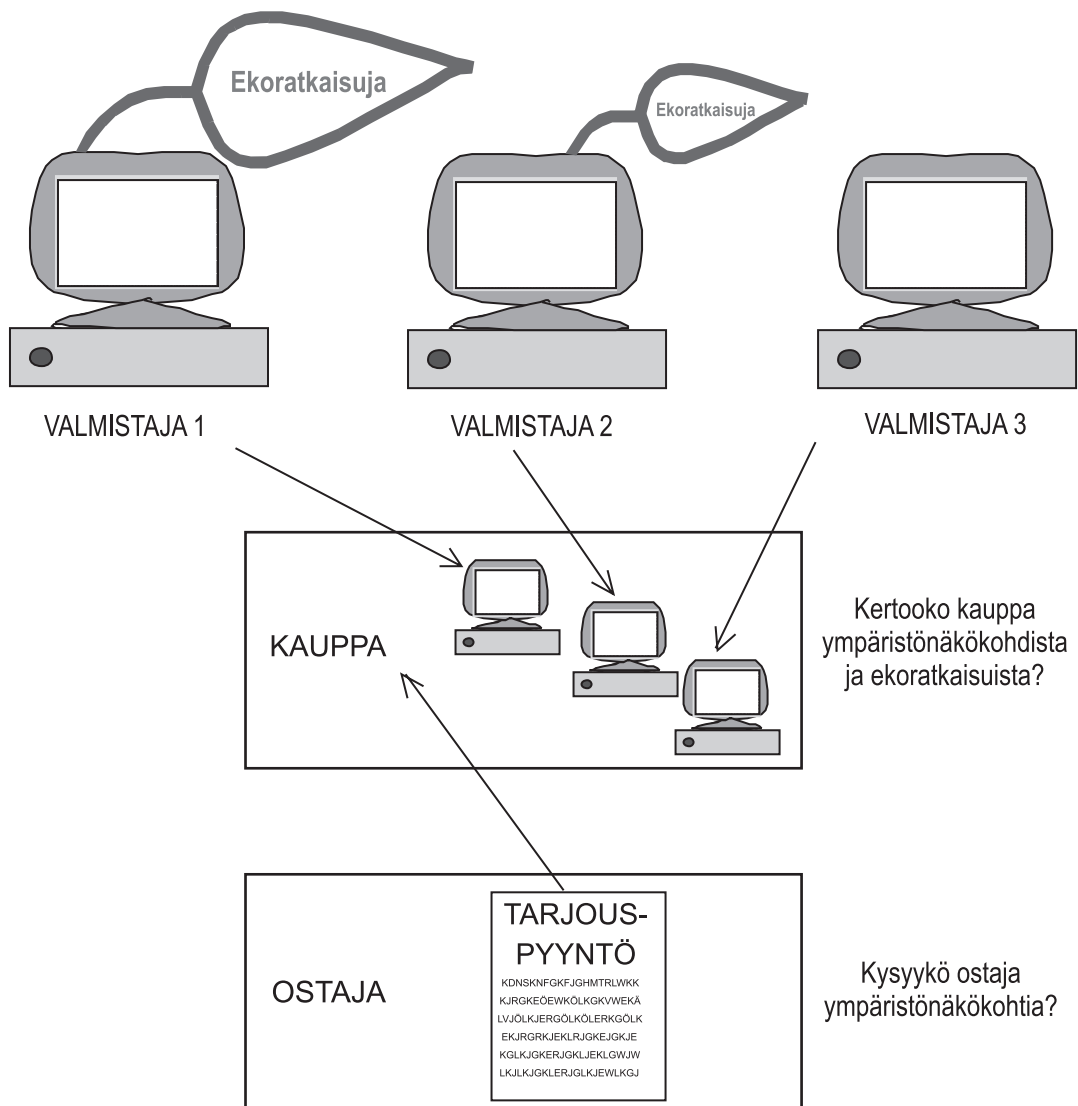 Ekoratkaisuja
Ekoratkaisuja
VALMISTAJA 1
VALMISTAJA 2
VALMISTAJA 3
KAUPPA
Kertooko kauppa
ympäristönäkökohdista
ja ekoratkaisuista?
OSTAJA
TARJOUS-
PYYNTÖ
KDNSKNFGKFJGHMTRLWKK
KJRGKEÖEWKÖLKGKVWEKÄ
LVJÖLKJERGÖLKÖLERKGÖLK
EKJRGRKJEKLRJGKEJGKJE
KGLKJGKERJGKLJEKLGWJW
LKJLKJGKLERJGLKJEWLKGJ
Kysyykö ostaja
ympäristönäkökohtia?